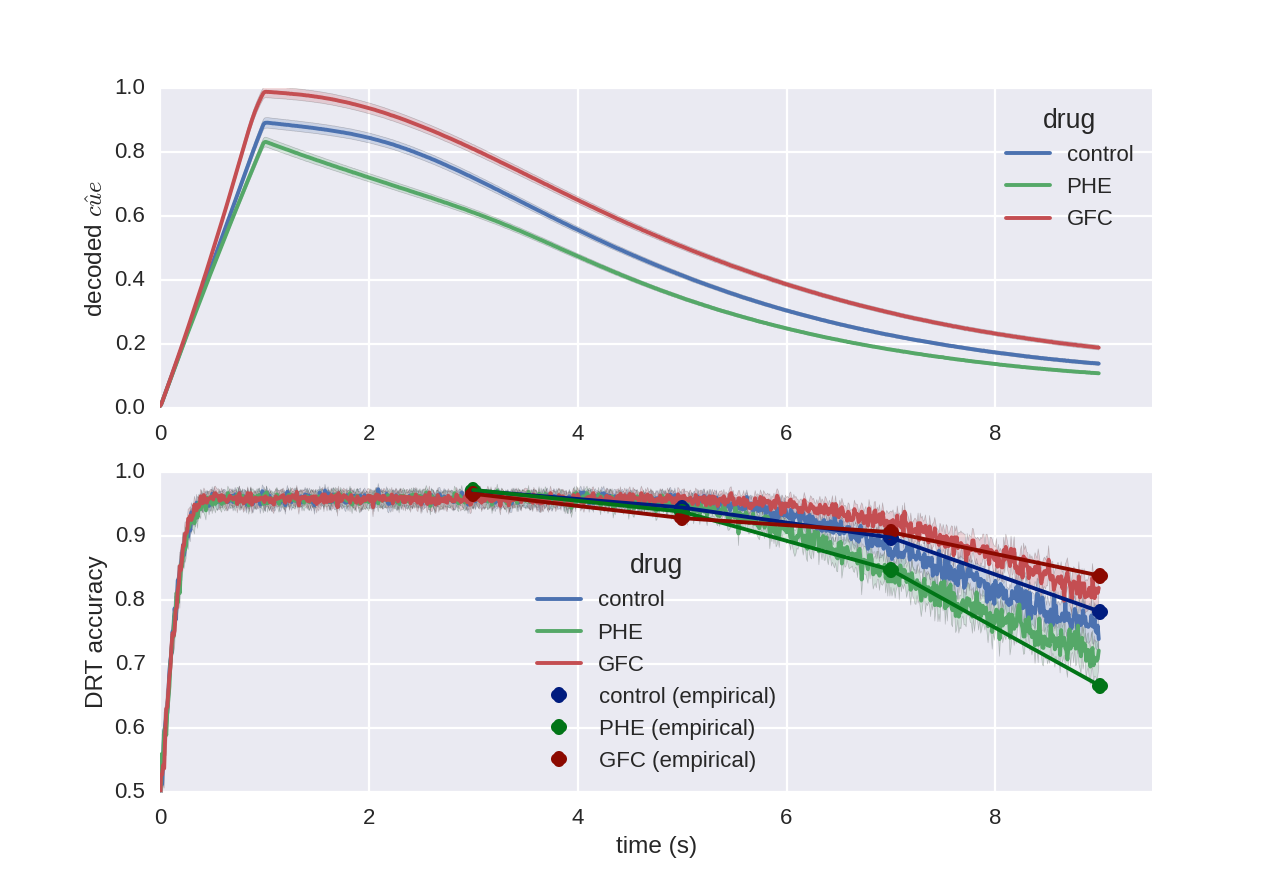 1.0
0.8
0.6
0.4
0.2
0.0
decoded cûe
drug
control
PHE
GFC
0 2 4 6 8
1.0
0.9
0.8
0.7
0.6
0.5
DRT accuracy
drug
control
PHE
GFC
control (empirical)
PHE (empirical)
GFC (empirical)
0 2 4 6 8
time (s)